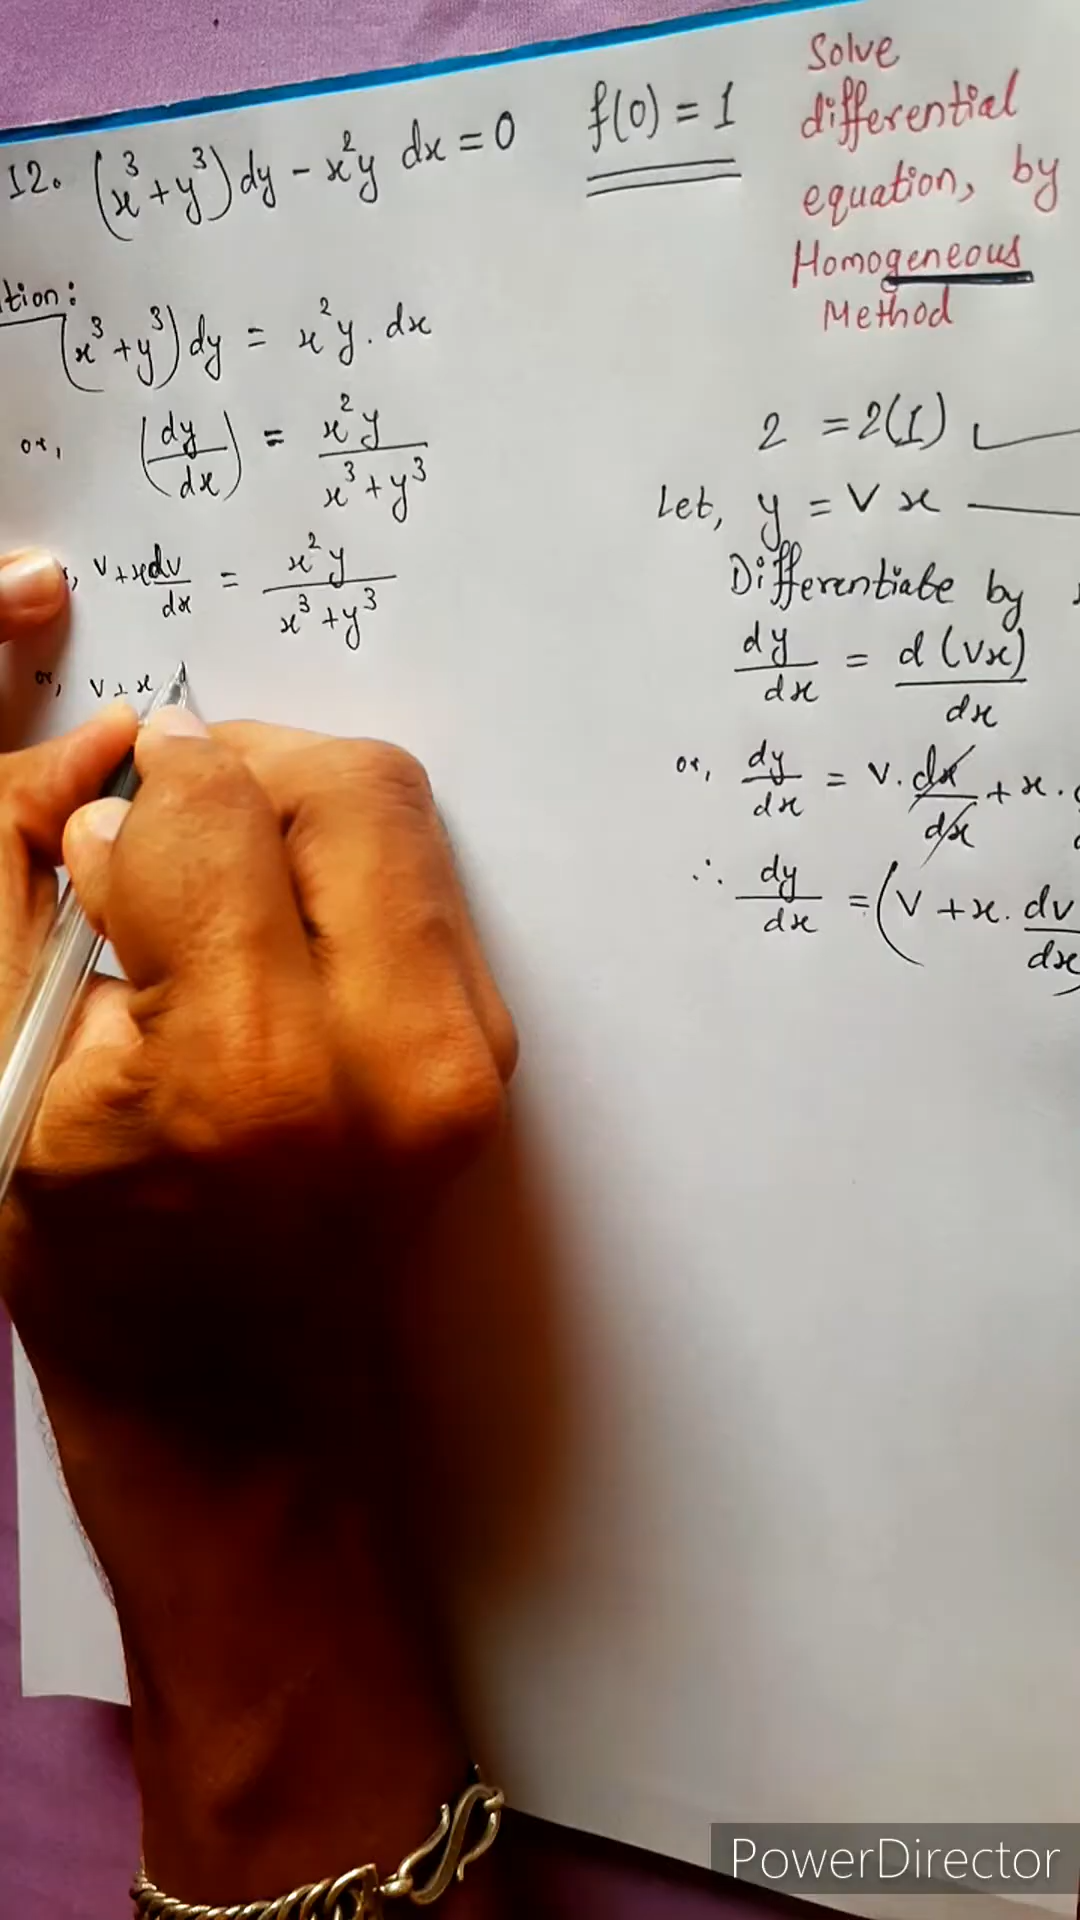 12. (x³+y³) dy - x²y dx = 0 f(0) = 1
Solve
differential
equation, by
Homogeneous
Method
tion:
(x³+y³) dy = x²y. dx
or, (dy/dx) = x²y/x³+y³
, v+xdv/dx = x²y/x³+y³
or, v+x
2 = 2(1)
Let, y = vx
Differentiate by
dy/dx = d(vx)/dx
or, dy/dx = v. dx/dx + x.
∴ dy/dx = (v + x. dv/dx)
PowerDirector